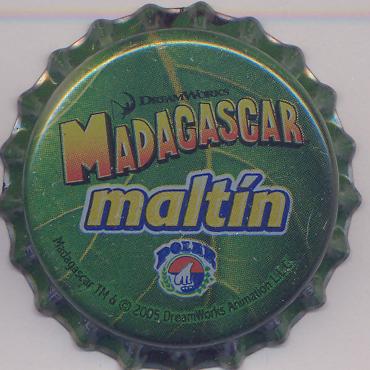 DREAMWORKS
MADAGASCAR
maltín
POLAR
Madagascar TM & © 2005 DreamWorks Animation L.L.C.